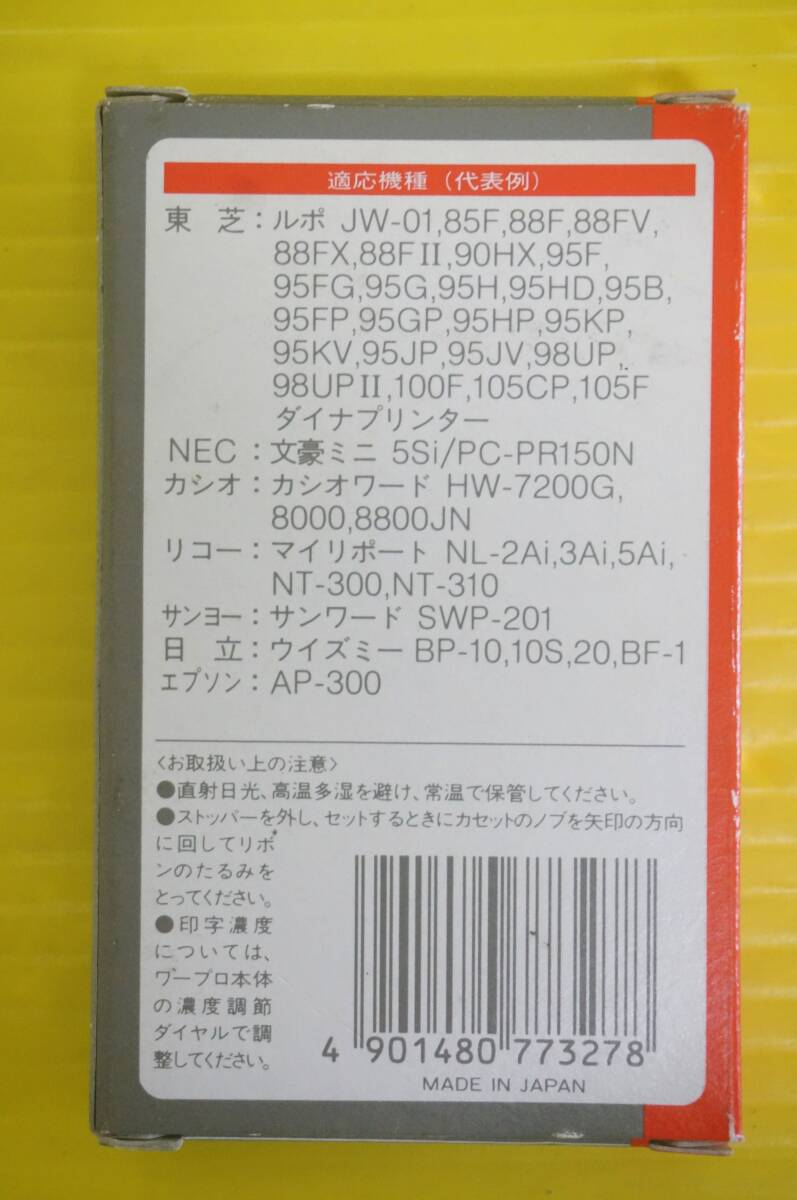 適応機種（代表例）
東　芝：ルポ JW-01,85F,88F,88FV,
88FX,88FII,90HX,95F,
95FG,95G,95H,95HD,95B,
95FP,95GP,95HP,95KP,
95KV,95JP,95JV,98UP,
98UPII,100F,105CP,105F
ダイナプリンター
NEC：文豪ミニ 5Si/PC-PR150N
カシオ：カシオワード HW-7200G,
8000,8800JN
リコー：マイリポート NL-2Ai,3Ai,5Ai,
NT-300,NT-310
サンヨー：サンワード SWP-201
日　立：ウイズミー BP-10,10S,20,BF-1
エプソン：AP-300
〈お取扱い上の注意〉
●直射日光、高温多湿を避け、常温で保管してください。
●ストッパーを外し、セットするときにカセットのノブを矢印の方向
に回してリボ
ンのたるみを
とってください。
●印字濃度
については、
ワープロ本体
の濃度調節
ダイヤルで調
整してください。
4 901480 773278
MADE IN JAPAN